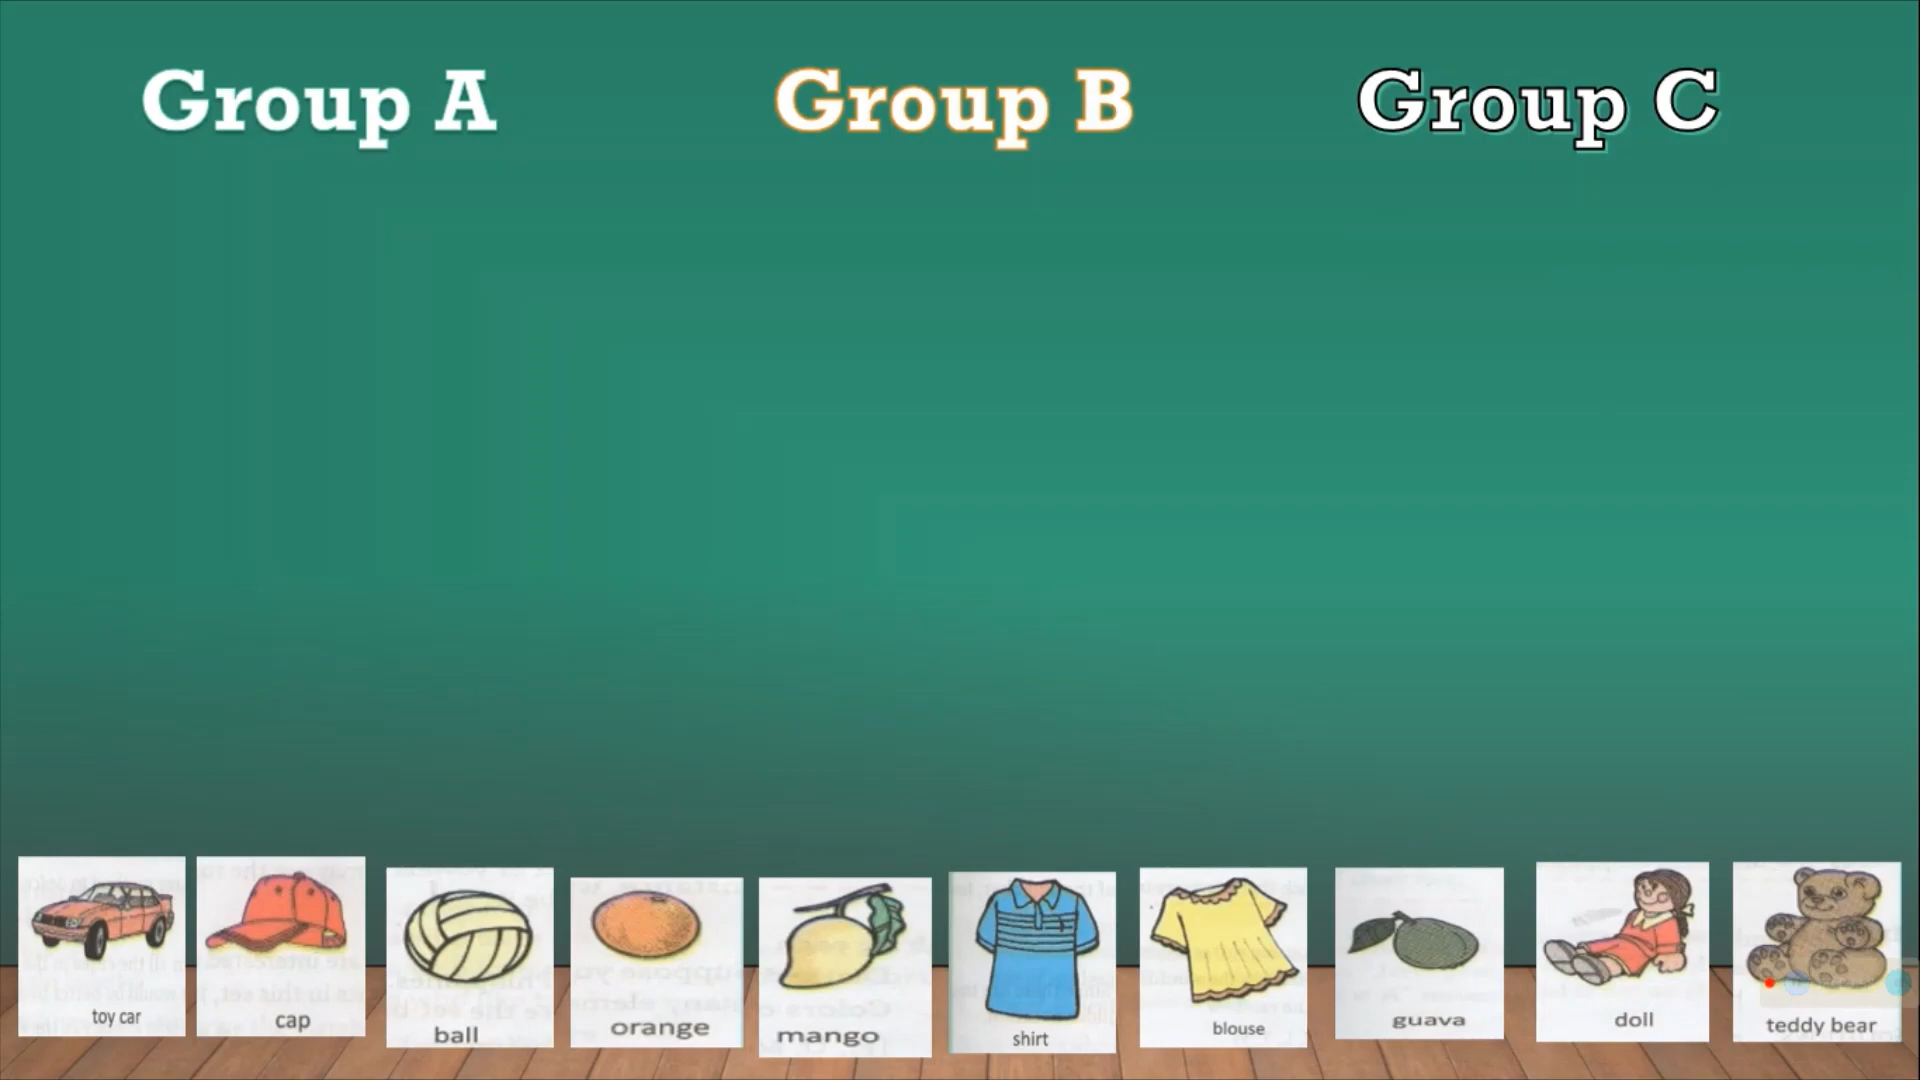 Group A
Group B
Group C
toy car
cap
ball
orange
mango
shirt
blouse
guava
doll
teddy bear